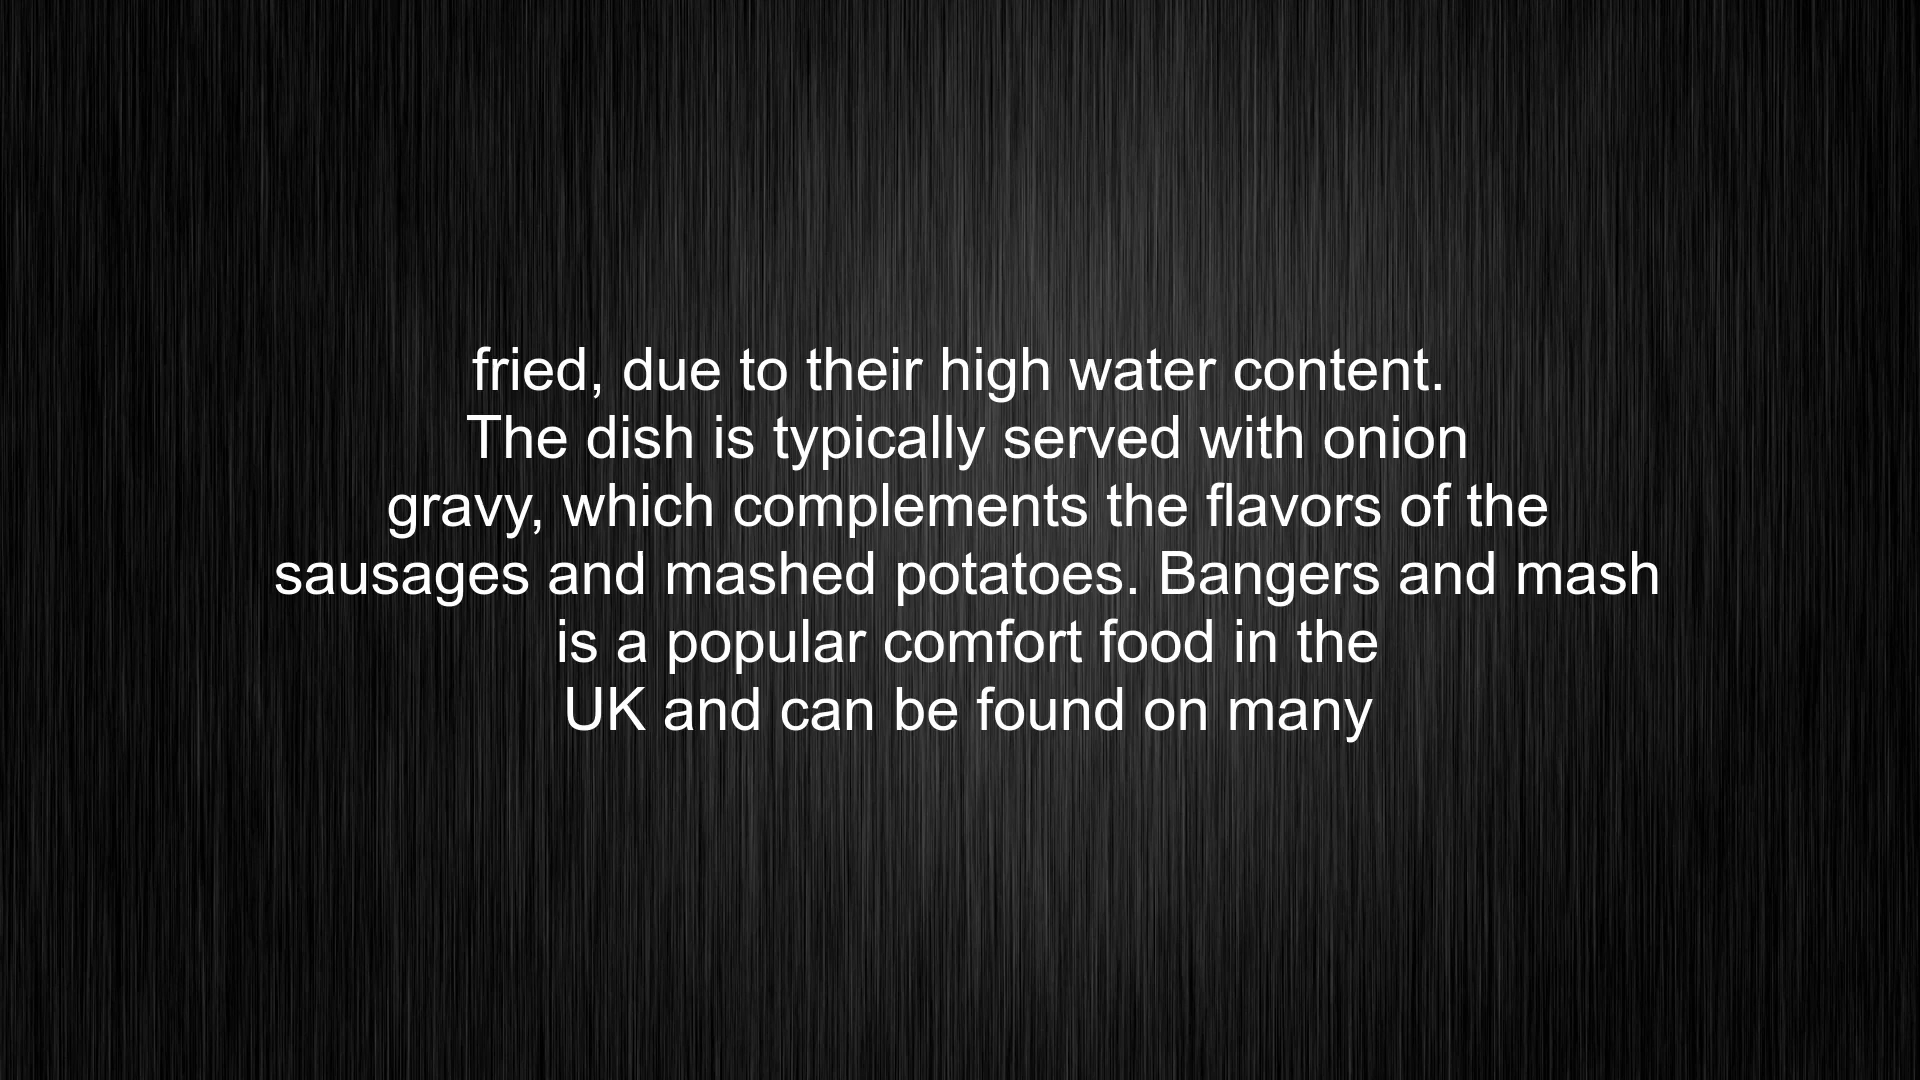 fried, due to their high water content.
The dish is typically served with onion
gravy, which complements the flavors of the
sausages and mashed potatoes. Bangers and mash
is a popular comfort food in the
UK and can be found on many